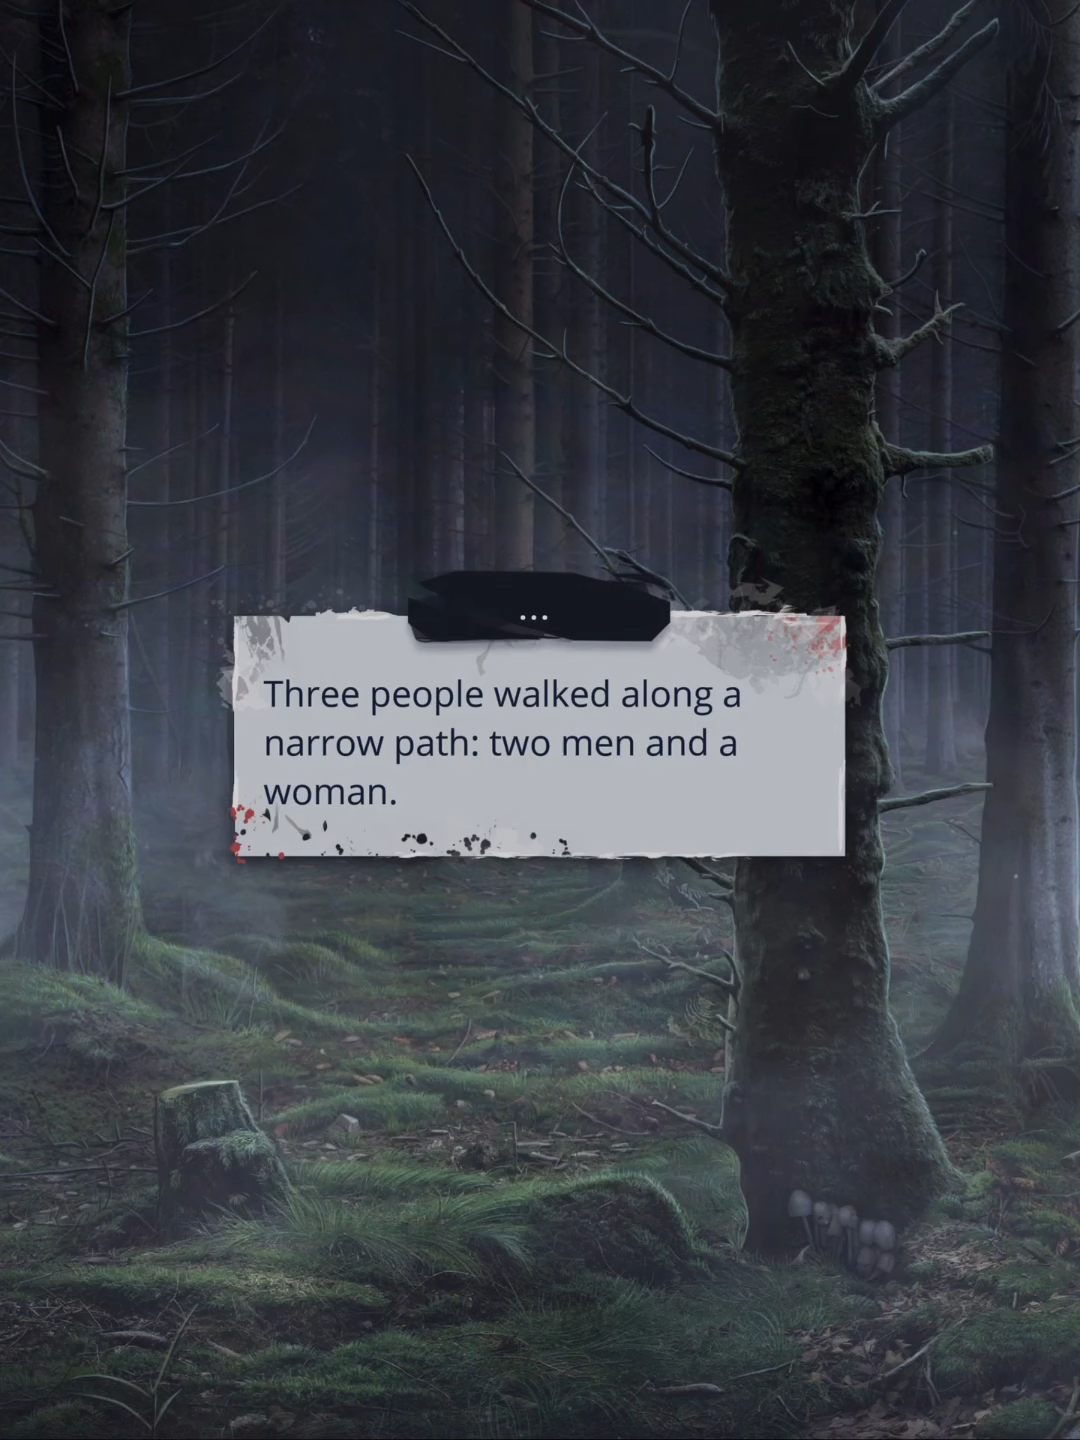 ...
Three people walked along a
narrow path: two men and a
woman.